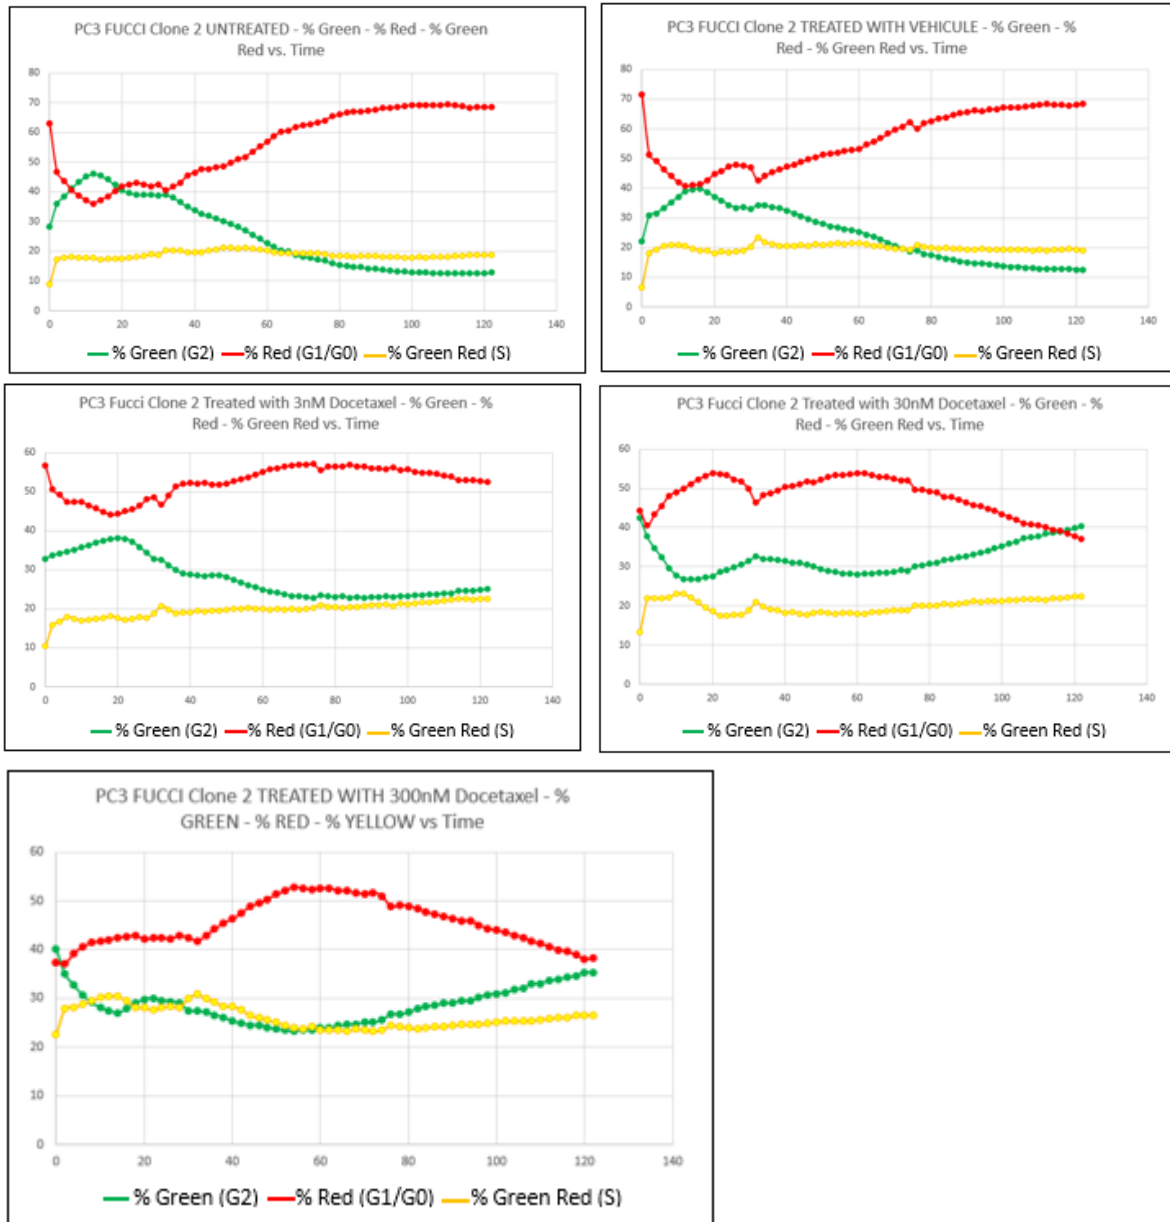 PC3 FUCCI Clone 2 UNTREATED - % Green - % Red - % Green
Red vs. Time
80
70
60
50
40
30
20
10
0
0 20 40 60 80 100 120 140
% Green (G2) % Red (G1/G0) % Green Red (S)
PC3 FUCCI Clone 2 TREATED WITH VEHICULE - % Green - %
Red - % Green Red vs. Time
80
70
60
50
40
30
20
10
0
0 20 40 60 80 100 120 140
% Green (G2) % Red (G1/G0) % Green Red (S)
PC3 Fucci Clone 2 Treated with 3nM Docetaxel - % Green - %
Red - % Green Red vs. Time
60
50
40
30
20
10
0
0 20 40 60 80 100 120 140
% Green (G2) % Red (G1/G0) % Green Red (S)
PC3 Fucci Clone 2 Treated with 30nM Docetaxel - % Green - %
Red - % Green Red vs. Time
60
50
40
30
20
10
0
0 20 40 60 80 100 120 140
% Green (G2) % Red (G1/G0) % Green Red (S)
PC3 FUCCI Clone 2 TREATED WITH 300nM Docetaxel - %
GREEN - % RED - % YELLOW vs Time
60
50
40
30
20
10
0
0 20 40 60 80 100 120 140
% Green (G2) % Red (G1/G0) % Green Red (S)